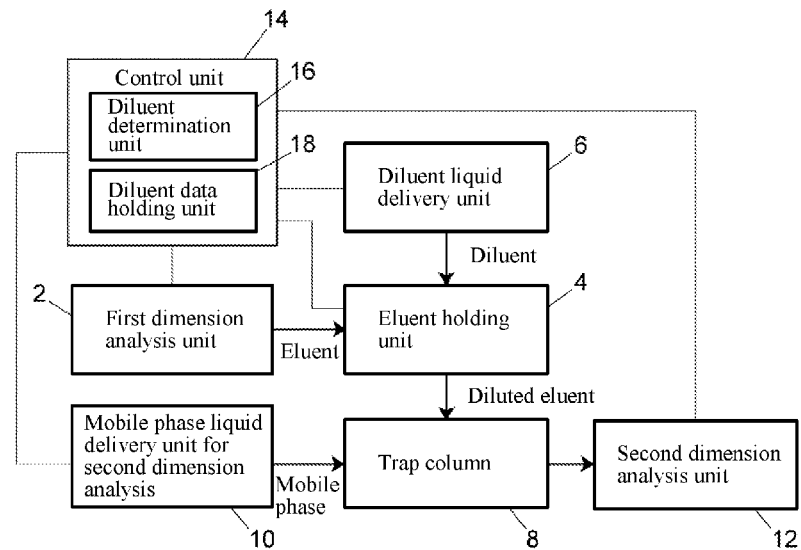 14
Control unit
16
Diluent
determination
unit
18
Diluent data
holding unit
6
Diluent liquid
delivery unit
Diluent
2
First dimension
analysis unit
Eluent
4
Eluent holding
unit
Diluted eluent
Mobile phase liquid
delivery unit for
second dimension
analysis
10
Mobile
phase
Trap column
8
Second dimension
analysis unit
12